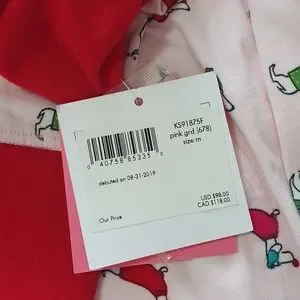 KS91875F
pink grd (678)
size m
0 40758 85335 0
debuted on 08-31-2019
USD $98.00
CAD $118.00
Our Price